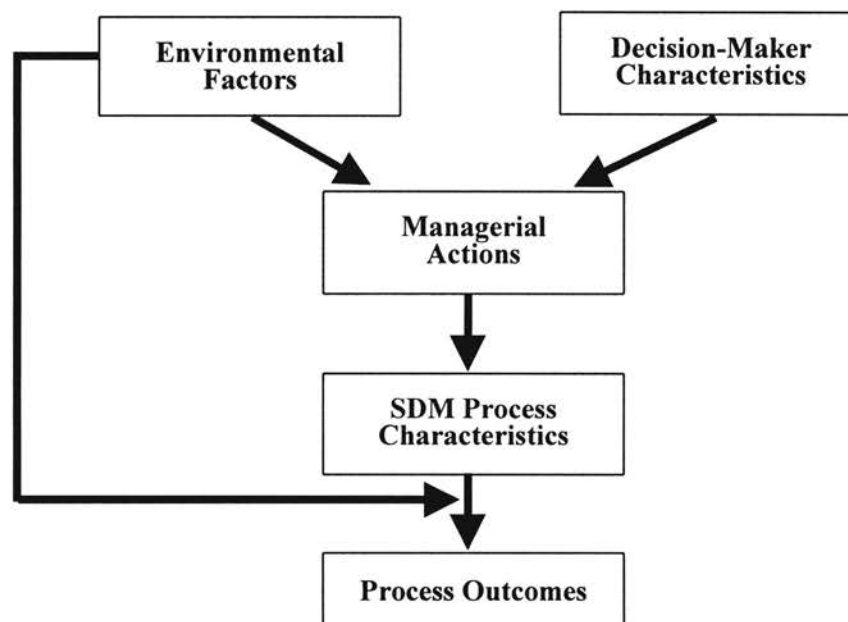 Environmental
Factors
Decision-Maker
Characteristics
Managerial
Actions
SDM Process
Characteristics
Process Outcomes